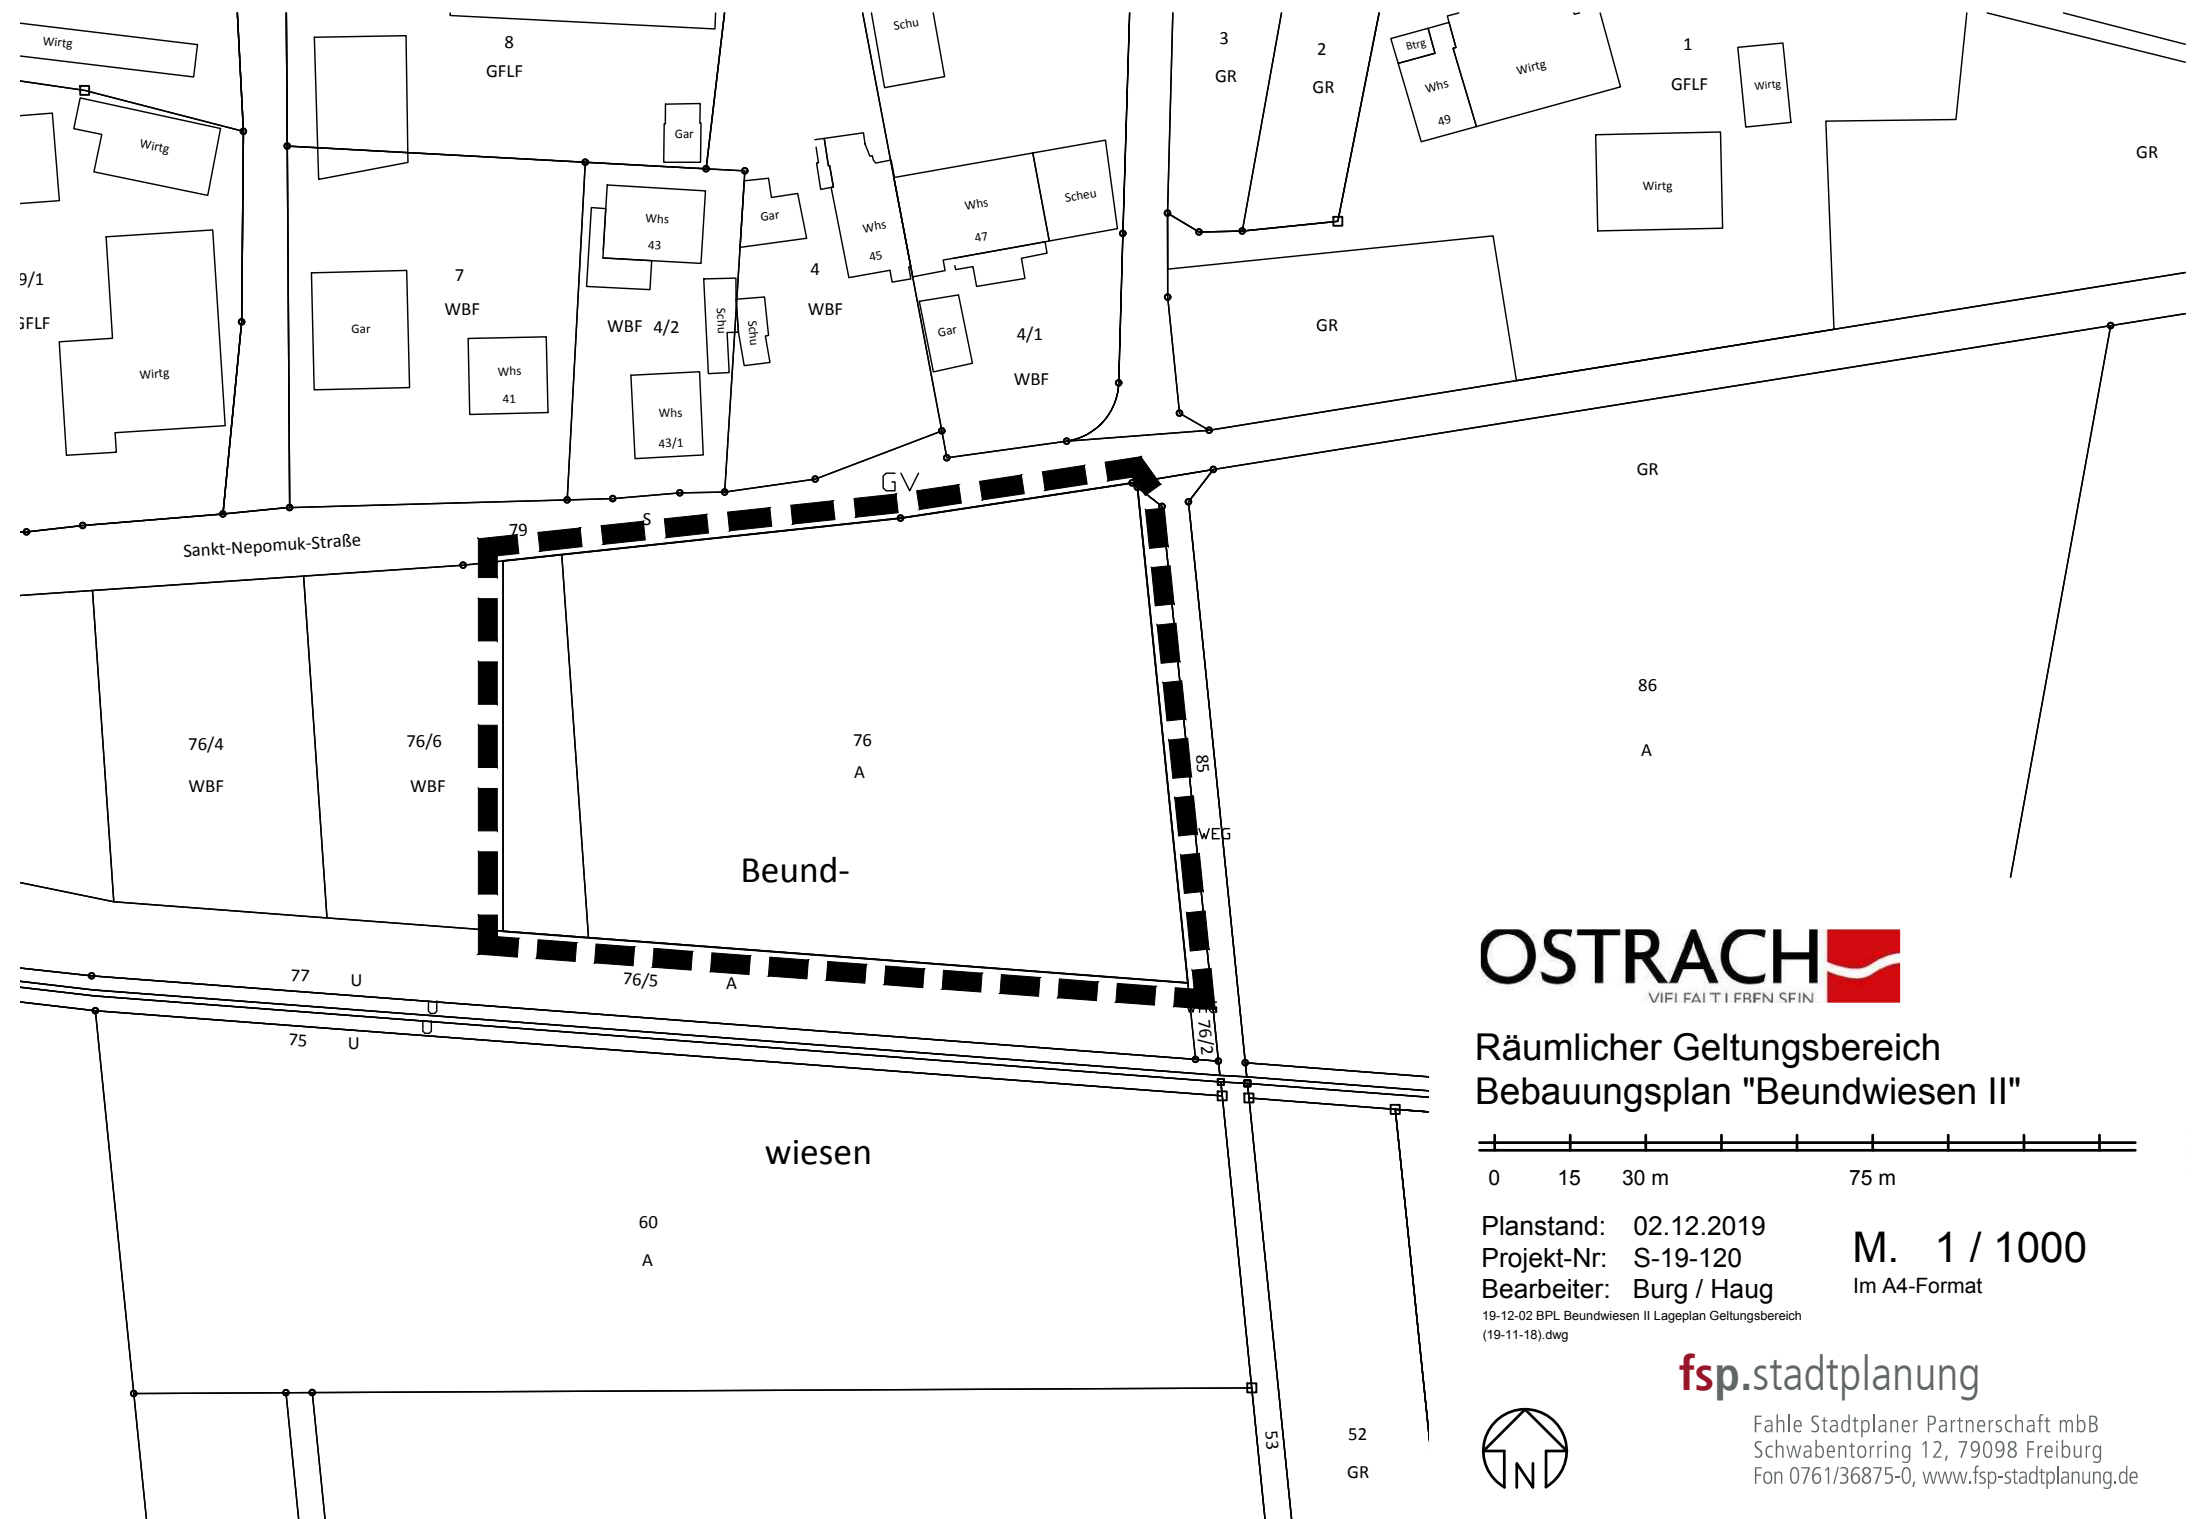 Wirtg
8
GFLF
Schu
3
GR
2
GR
Btrg
Whs
49
Wirtg
1
GFLF
Wirtg
GR
Wirtg
Gar
Wirtg
Whs
43
Gar
Whs
45
Whs
47
Scheu
9/1
GFLF
7
WBF
4
WBF
Gar
WBF 4/2
Schu
Schu
Gar
4/1
WBF
GR
Wirtg
Whs
41
Whs
43/1
GR
GV
S
79
Sankt-Nepomuk-Straße
76/4
WBF
76/6
WBF
76
A
85
WEG
86
A
Beund-
77
U
U
U
76/5
A
75
U
76/2
wiesen
60
A
53
52
GR
OSTRACH
VIEL FALT LEBEN SEIN.
Räumlicher Geltungsbereich
Bebauungsplan "Beundwiesen II"
0 15 30 m 75 m
Planstand: 02.12.2019
Projekt-Nr: S-19-120
Bearbeiter: Burg / Haug
M. 1 / 1000
Im A4-Format
19-12-02 BPL Beundwiesen II Lageplan Geltungsbereich
(19-11-18).dwg
fsp.stadtplanung
Fahle Stadtplaner Partnerschaft mbB
Schwabentorring 12, 79098 Freiburg
Fon 0761/36875-0, www.fsp-stadtplanung.de
N